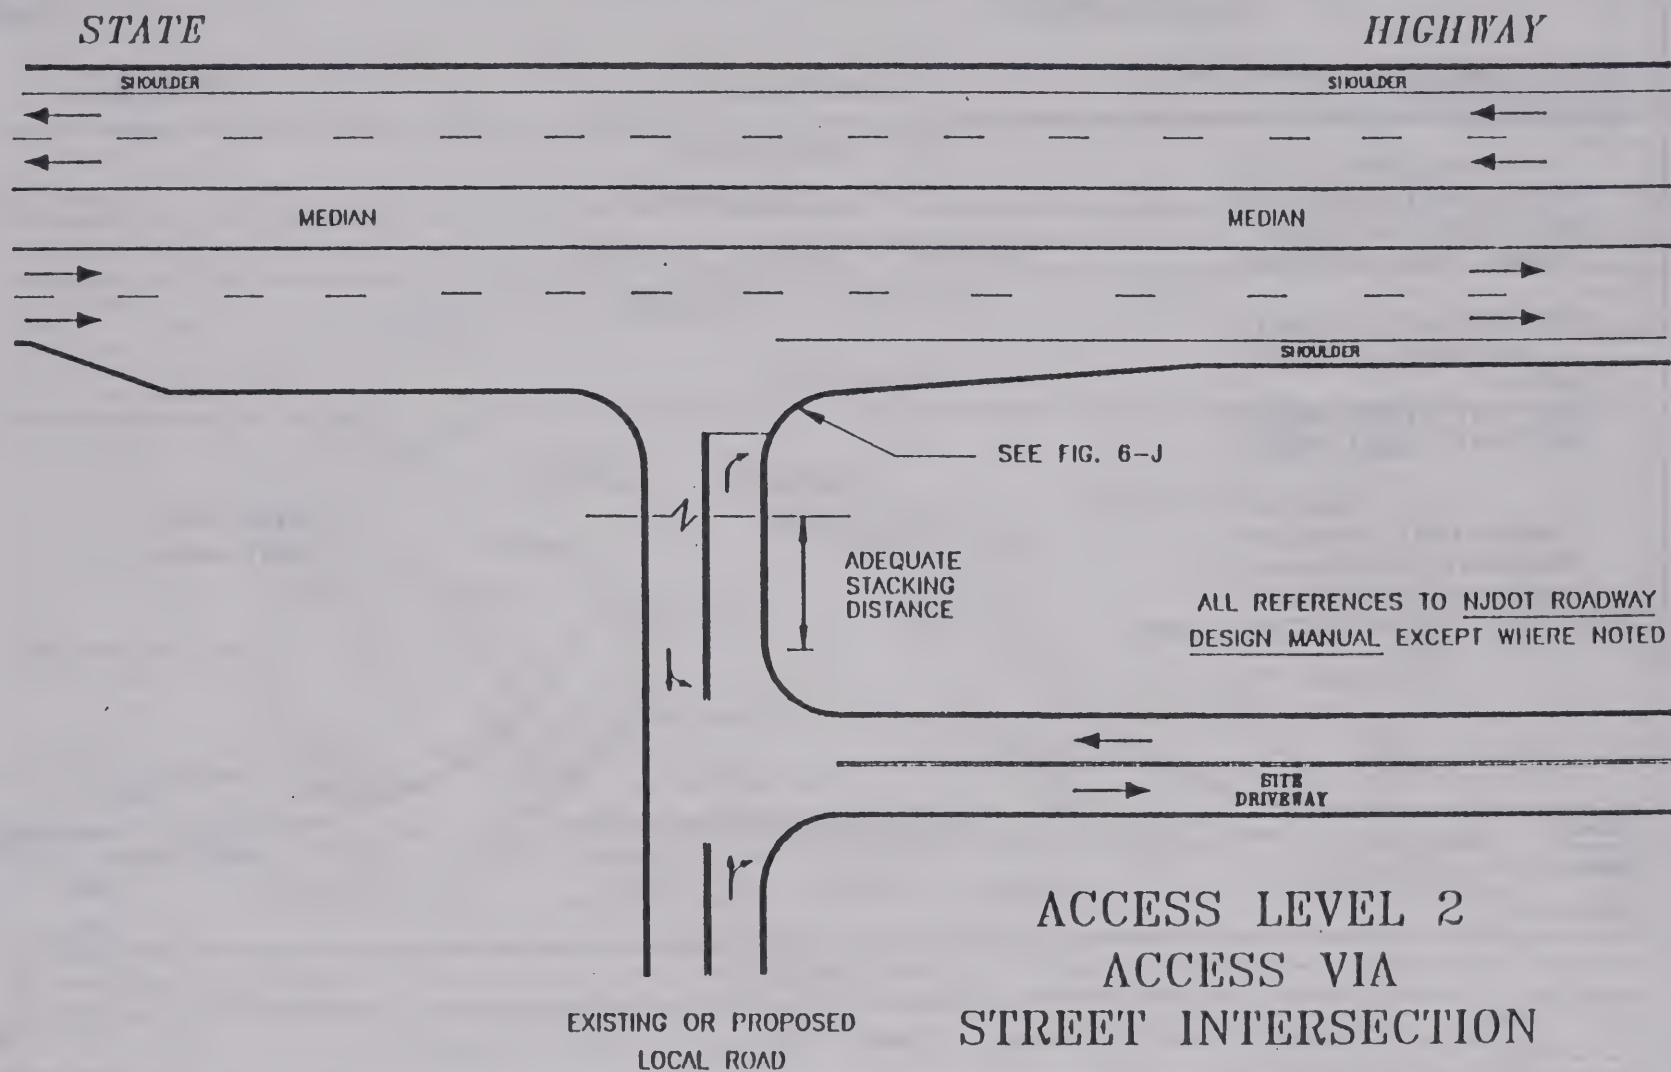 STATE HIGHWAY
SHOULDER SHOULDER
MEDIAN MEDIAN
SHOULDER
SEE FIG. 6-J
ADEQUATE
STACKING
DISTANCE
ALL REFERENCES TO NJDOT ROADWAY
DESIGN MANUAL EXCEPT WHERE NOTED
SITE
DRIVEWAY
ACCESS LEVEL 2
ACCESS VIA
STREET INTERSECTION
EXISTING OR PROPOSED
LOCAL ROAD